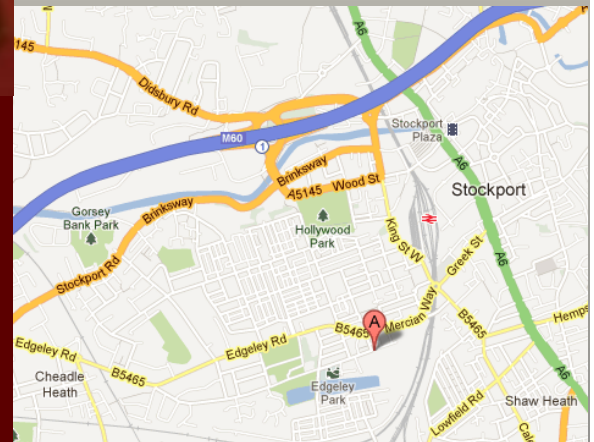 A6
145
Didsbury Rd
M60
1
Stockport
Plaza
A6
Brinksway
A5145
Wood St
Stockport
Gorsey
Bank Park
Brinksway
Hollywood
Park
King St W
Greek St
A6
Stockport Rd
Mercian Way
A
B5465
B5465
Hemps
Edgeley Rd
Edgeley Rd
B5465
Cheadle
Heath
Edgeley
Park
A6
Shaw Heath
Lowfield Rd